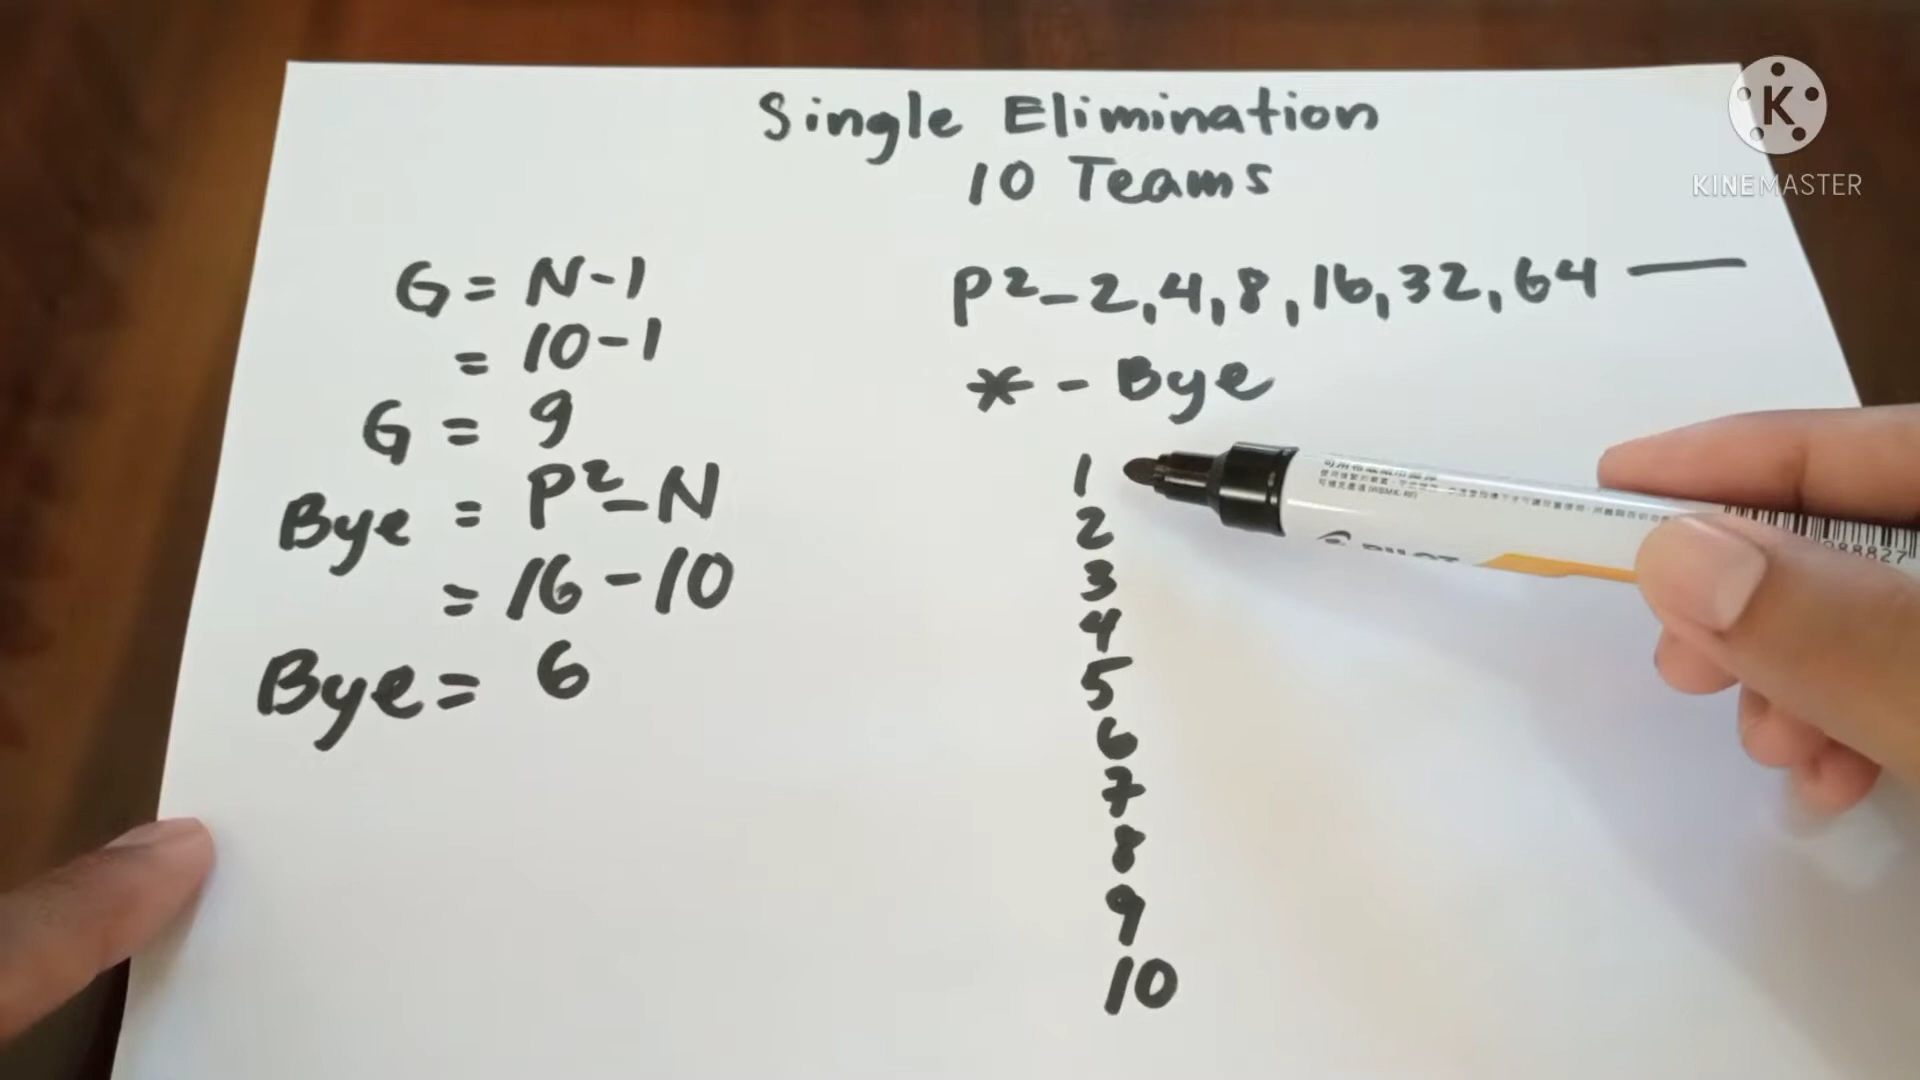 Single Elimination
10 Teams
G = N-1
= 10-1
G = 9
Bye = P²-N
= 16-10
Bye = 6
P²-2,4,8,16,32,64 —
* - Bye
1
2
3
4
5
6
7
8
9
10
K
KINEMASTER
088827